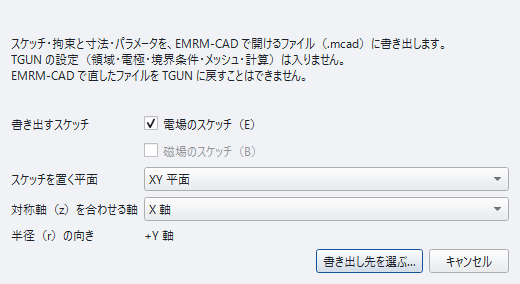 スケッチ・拘束と寸法・パラメータを、EMRM-CAD で開けるファイル（.mcad）に書き出します。
TGUN の設定（領域・電極・境界条件・メッシュ・計算）は入りません。
EMRM-CAD で直したファイルを TGUN に戻すことはできません。
書き出すスケッチ
電場のスケッチ（E）
磁場のスケッチ（B）
スケッチを置く平面
XY 平面
対称軸（z）を合わせる軸
X 軸
半径（r）の向き
+Y 軸
書き出し先を選ぶ...
キャンセル